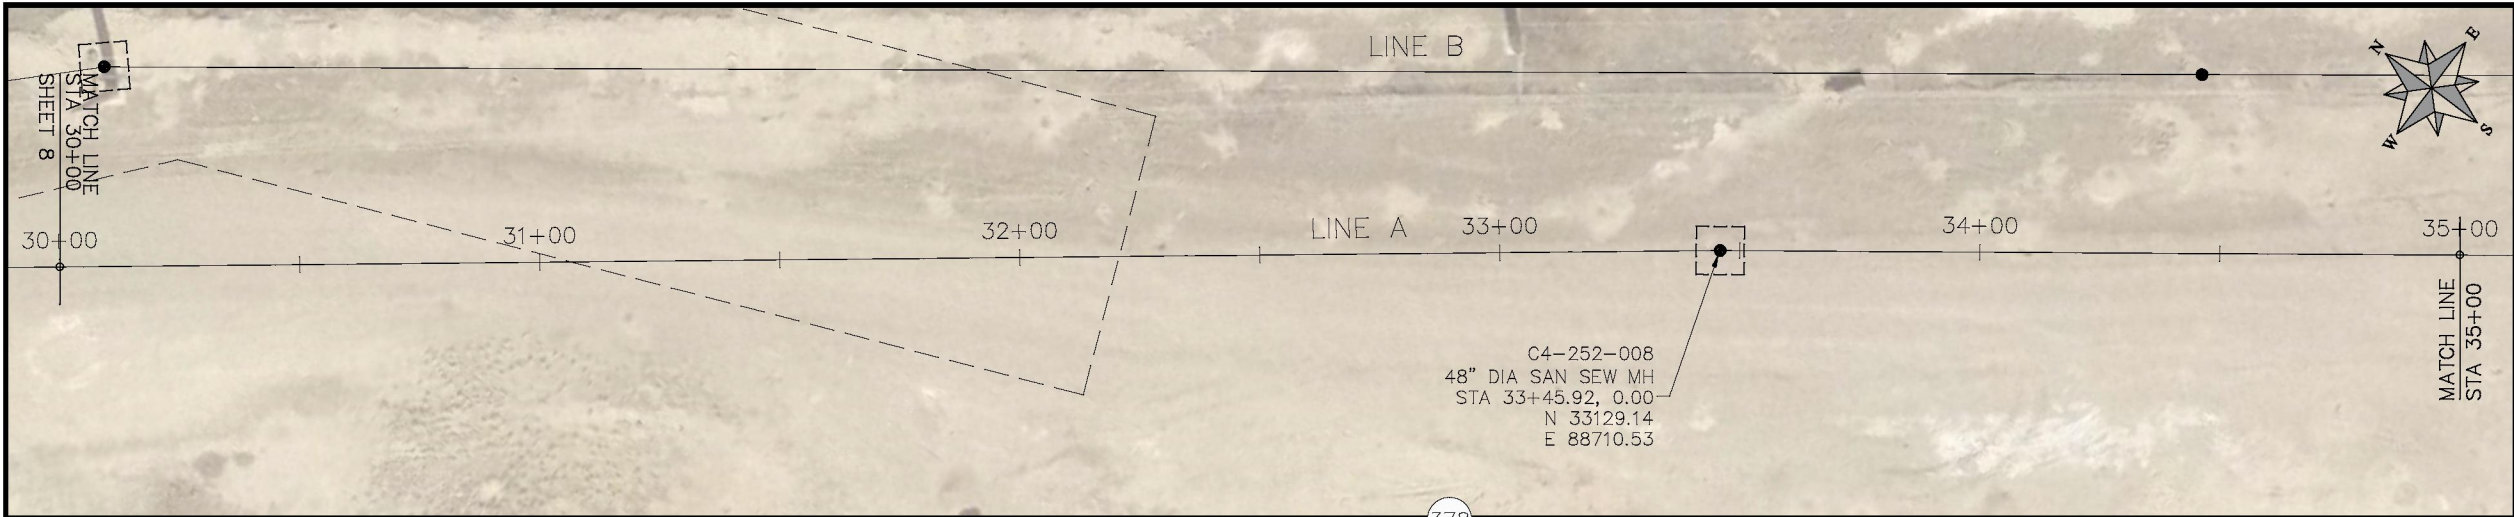 LINE B
N
E
W
S
MATCH LINE
STA 30+00
SHEET 8
30+00
31+00
32+00
LINE A
33+00
34+00
35+00
C4-252-008
48" DIA SAN SEW MH
STA 33+45.92, 0.00
N 33129.14
E 88710.53
MATCH LINE
STA 35+00